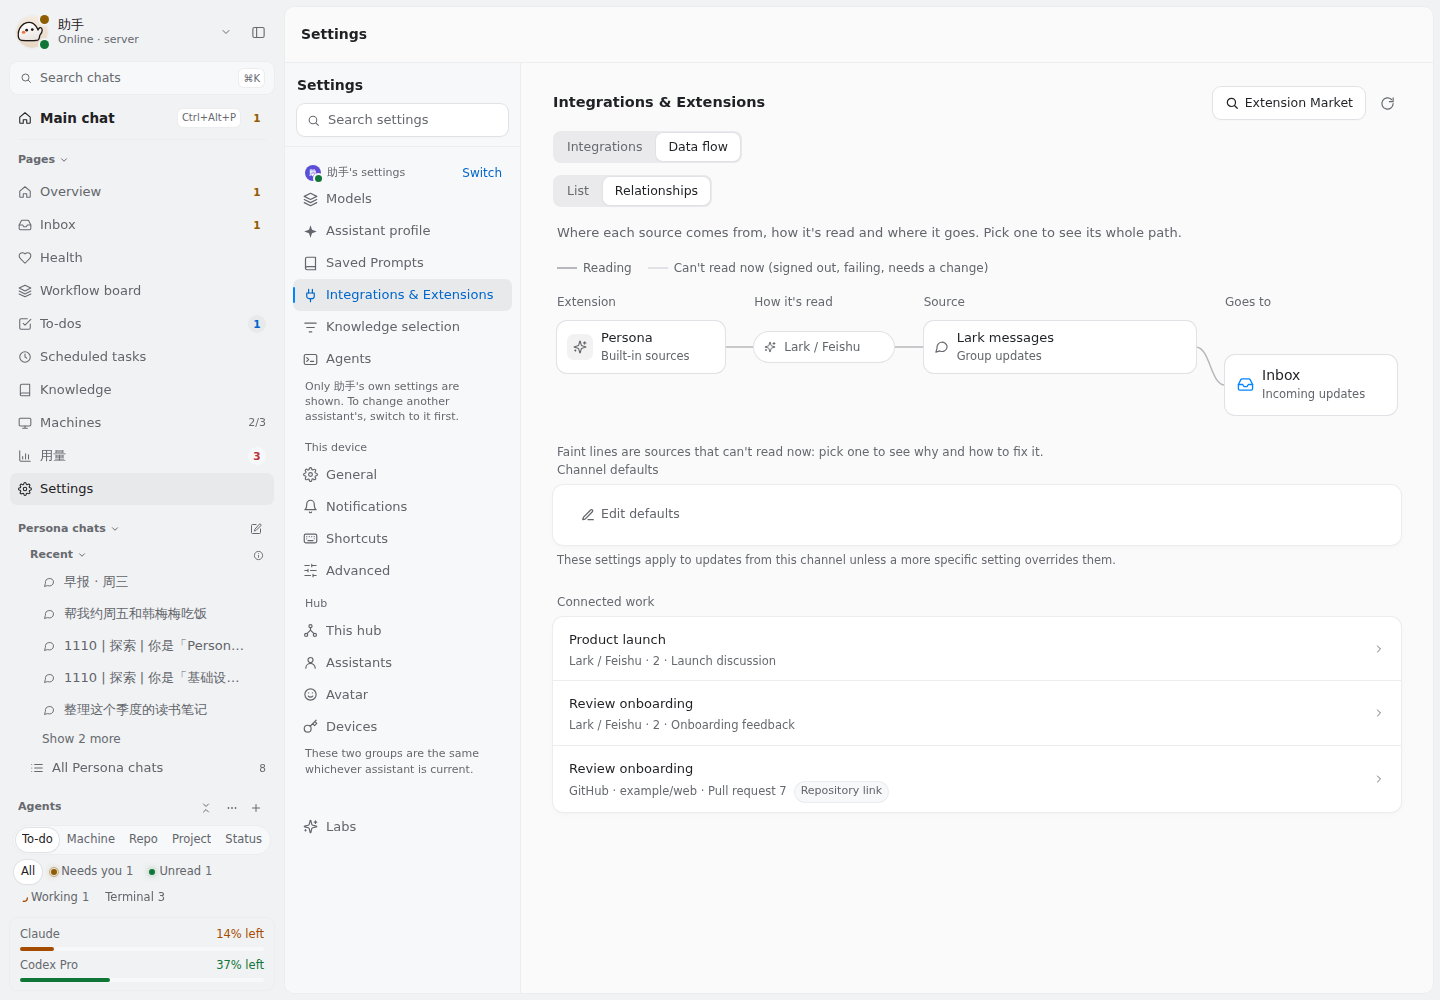 助手
Online · server
Search chats
⌘K
Main chat
Ctrl+Alt+P
1
Pages
Overview
1
Inbox
1
Health
Workflow board
To-dos
1
Scheduled tasks
Knowledge
Machines
2/3
用量
3
Settings
Persona chats
Recent
早报 · 周三
帮我约周五和韩梅梅吃饭
1110 | 探索 | 你是「Person…
1110 | 探索 | 你是「基础设…
整理这个季度的读书笔记
Show 2 more
All Persona chats
8
Agents
To-do
Machine
Repo
Project
Status
All
Needs you 1
Unread 1
Working 1
Terminal 3
Claude
14% left
Codex Pro
37% left
Settings
Settings
Search settings
助手's settings
Switch
Models
Assistant profile
Saved Prompts
Integrations & Extensions
Knowledge selection
Agents
Only 助手's own settings are
shown. To change another
assistant's, switch to it first.
This device
General
Notifications
Shortcuts
Advanced
Hub
This hub
Assistants
Avatar
Devices
These two groups are the same
whichever assistant is current.
Labs
Integrations & Extensions
Extension Market
Integrations
Data flow
List
Relationships
Where each source comes from, how it's read and where it goes. Pick one to see its whole path.
Reading
Can't read now (signed out, failing, needs a change)
Extension
How it's read
Source
Goes to
Persona
Built-in sources
Lark / Feishu
Lark messages
Group updates
Inbox
Incoming updates
Faint lines are sources that can't read now: pick one to see why and how to fix it.
Channel defaults
Edit defaults
These settings apply to updates from this channel unless a more specific setting overrides them.
Connected work
Product launch
Lark / Feishu · 2 · Launch discussion
Review onboarding
Lark / Feishu · 2 · Onboarding feedback
Review onboarding
GitHub · example/web · Pull request 7
Repository link